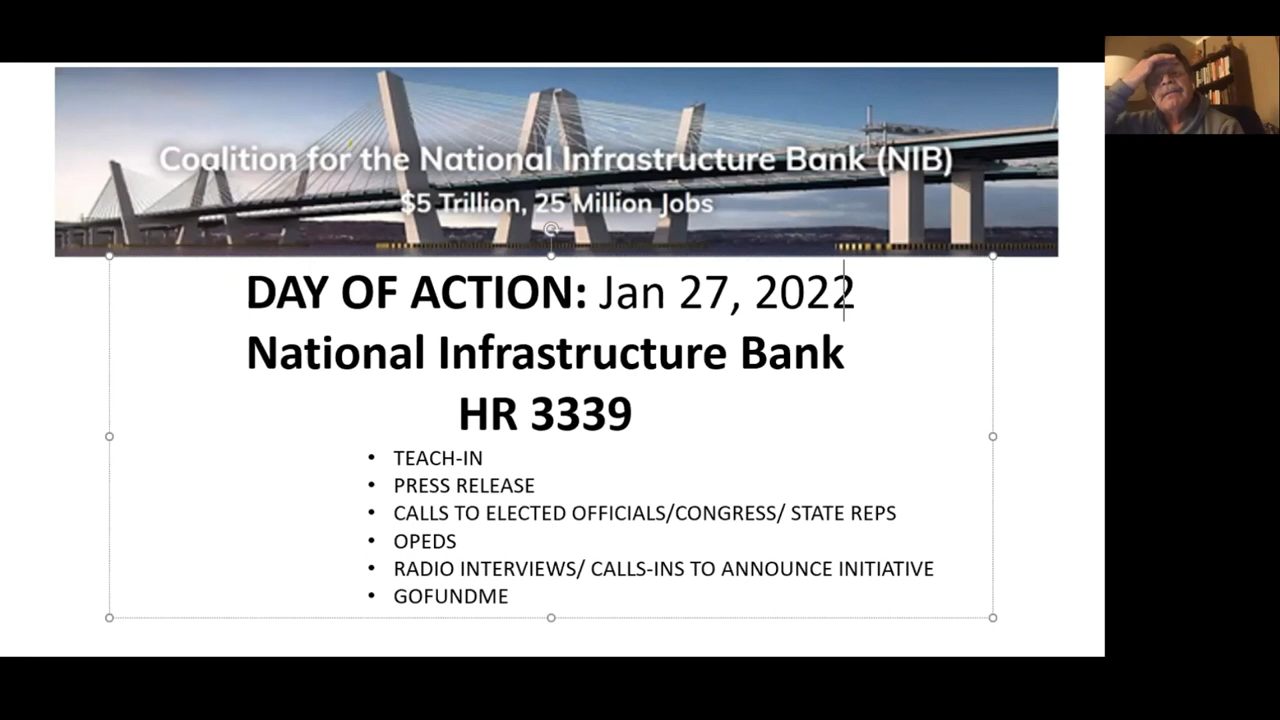 Coalition for the National Infrastructure Bank (NIB)
$5 Trillion, 25 Million Jobs
DAY OF ACTION: Jan 27, 2022
National Infrastructure Bank
HR 3339
• TEACH-IN
• PRESS RELEASE
• CALLS TO ELECTED OFFICIALS/CONGRESS/ STATE REPS
• OPEDS
• RADIO INTERVIEWS/ CALLS-INS TO ANNOUNCE INITIATIVE
• GOFUNDME